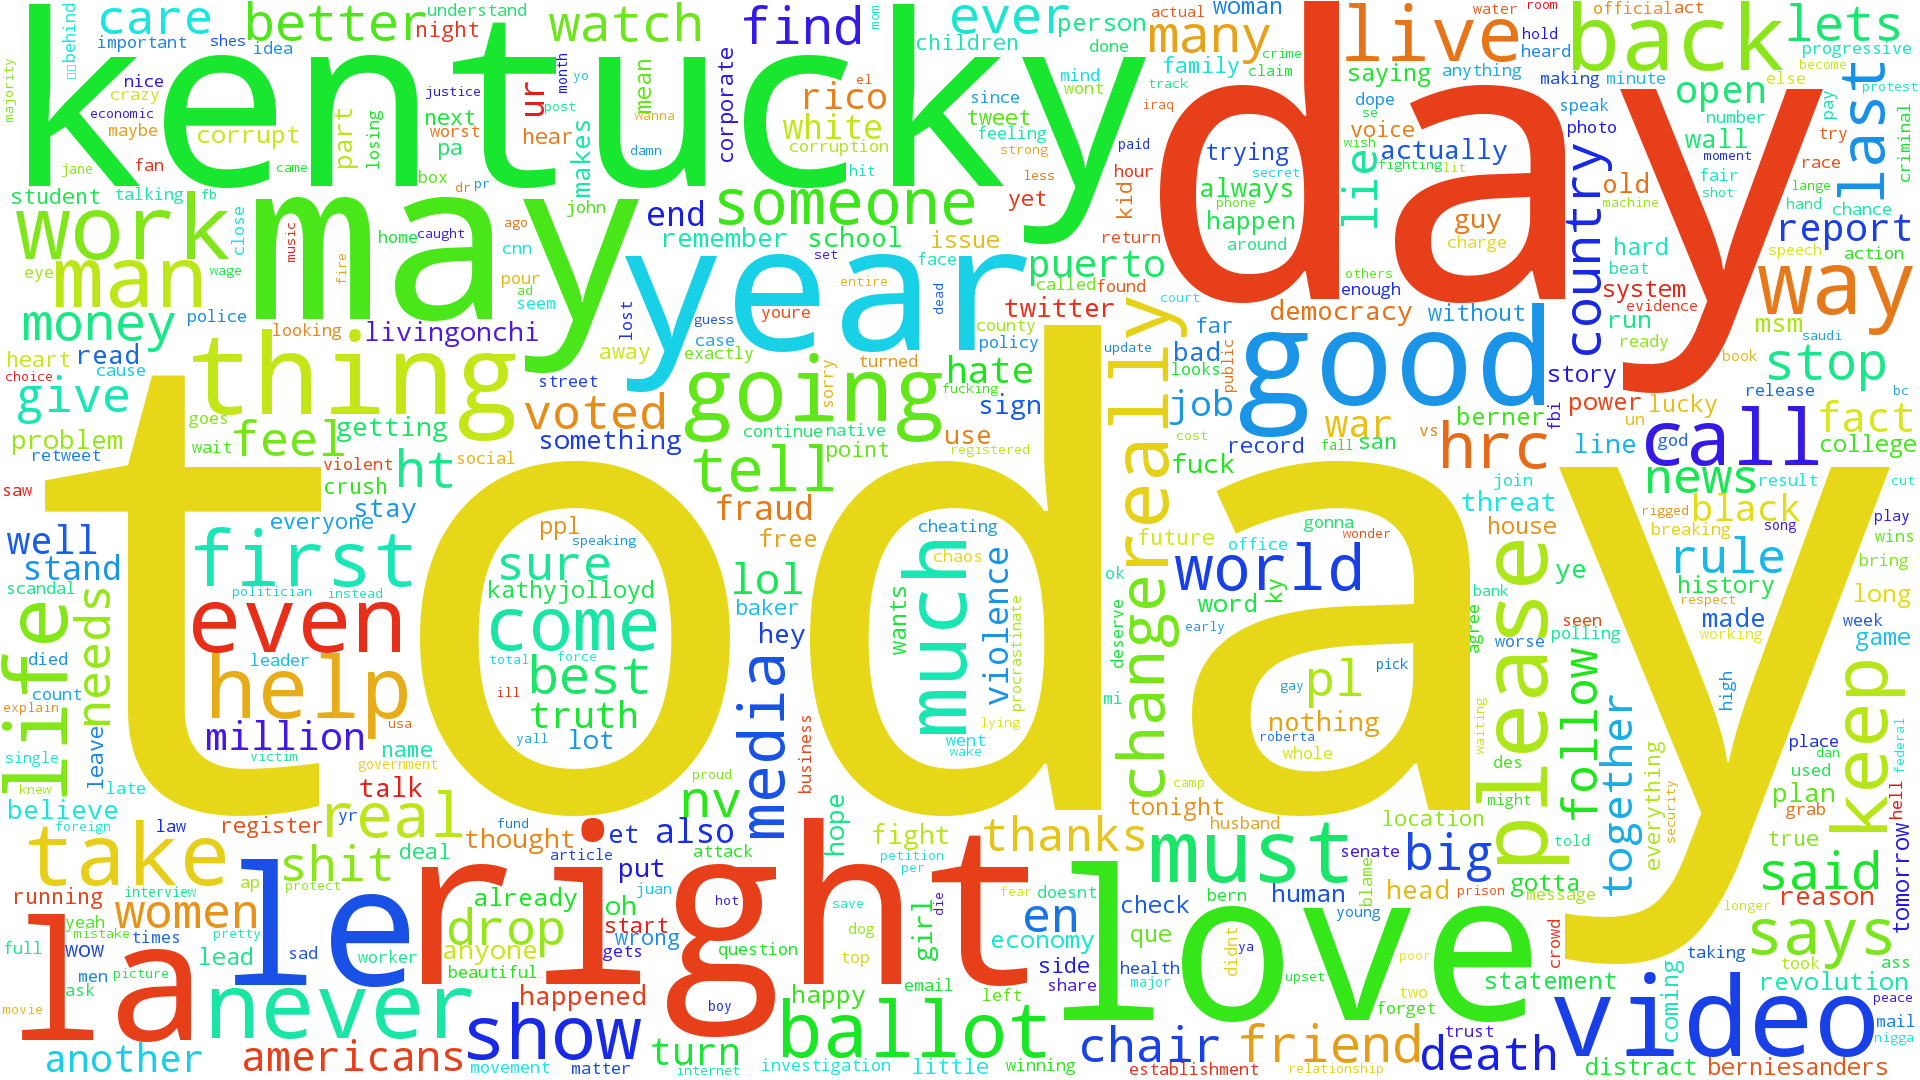 kentucky
day
today
may
year
right
love
la
le
good
thing
going
video
behind
care
better
understand
night
watch
find
mom
ever
person
actual
woman
many
live
water
room
hold
heard
official
act
back
lets
progressive
become
majority
important
shes
idea
nice
crazy
economic
maybe
corrupt
fan
jane
came
part
losing
justice
next
worst
pa
yo
month
ur
post
hear
makes
damn
mean
wanna
corporate
rico
el
white
corruption
hit
children
since
tweet
feeling
strong
less
mind
wont
done
family
track
iraq
paid
hour
kid
crime
claim
saying
dope
se
voice
wish
actually
fighting
lit
lie
anything
making
minute
speak
photo
open
number
wall
moment
fair
shot
else
pay
try
race
lange
hand
chance
last
protest
criminal
student
talking
fb
work
man
eye
wage
close
music
fire
box
dr
pr
home
caught
ago
cnn
pour
ad
seem
john
end
someone
remember
school
set
face
issue
entire
dead
yet
puerto
called
found
return
trying
secret
always
phone
happen
around
guy
charge
others
enough
country
old
machine
hard
beat
system
evidence
report
speech
action
way
money
police
looking
livingonchi
lost
away
guess
case
exactly
youre
turned
sorry
fucking
county
policy
twitter
court
update
really
far
bad
looks
public
democracy
without
run
ready
msm
saudi
book
stop
heart
read
cause
choice
give
goes
wait
problem
retweet
feel
getting
street
voted
something
hate
sign
continue
native
point
use
registered
job
cost
record
fall
war
san
vs
berner
hrc
story
fbi
power
lucky
un
line
god
call
release
bc
fact
college
news
result
cut
saw
violent
crush
ht
social
stay
everyone
tell
fraud
ppl
speaking
free
cheating
chaos
fuck
future
gonna
office
wonder
world
threat
join
house
rigged
breaking
black
song
play
wins
bring
rule
history
respect
working
made
long
week
game
well
stand
scandal
first
politician
instead
sure
kathyjolloyd
lol
baker
hey
wants
much
violence
procrastinate
change
ok
deserve
mi
word
early
ky
bank
agree
please
ye
seen
worse
polling
life
needs
even
leader
come
total
force
best
ill
truth
help
died
count
explain
leave
million
usa
yall
lot
media
business
lying
went
wake
gay
pick
pl
nothing
roberta
whole
waiting
des
follow
together
high
keep
place
dan
used
federal
single
knew
late
victim
name
government
talk
believe
foreign
law
register
yr
real
proud
nv
camp
tonight
might
plan
grab
true
everything
security
hell
tomorrow
take
shit
deal
thought
fund
article
et
also
attack
put
juan
hope
fight
petition
per
thanks
husband
location
senate
must
big
told
gotta
message
said
reason
longer
running
interview
ap
protect
women
already
drop
oh
start
wrong
anyone
gets
hot
save
question
dog
top
girl
die
fear
doesnt
en
economy
check
que
bern
human
blame
young
head
prison
crowd
yeah
mistake
full
wow
times
pretty
men
picture
ask
lead
sad
worker
beautiful
happened
boy
happy
email
left
side
share
health
major
didnt
ya
upset
poor
two
forget
statement
taking
took
says
ass
coming
revolution
peace
mail
nigga
movie
never
another
americans
show
movement
matter
turn
internet
investigation
ballot
little
winning
chair
establishment
friend
relationship
trust
death
distract
berniesanders